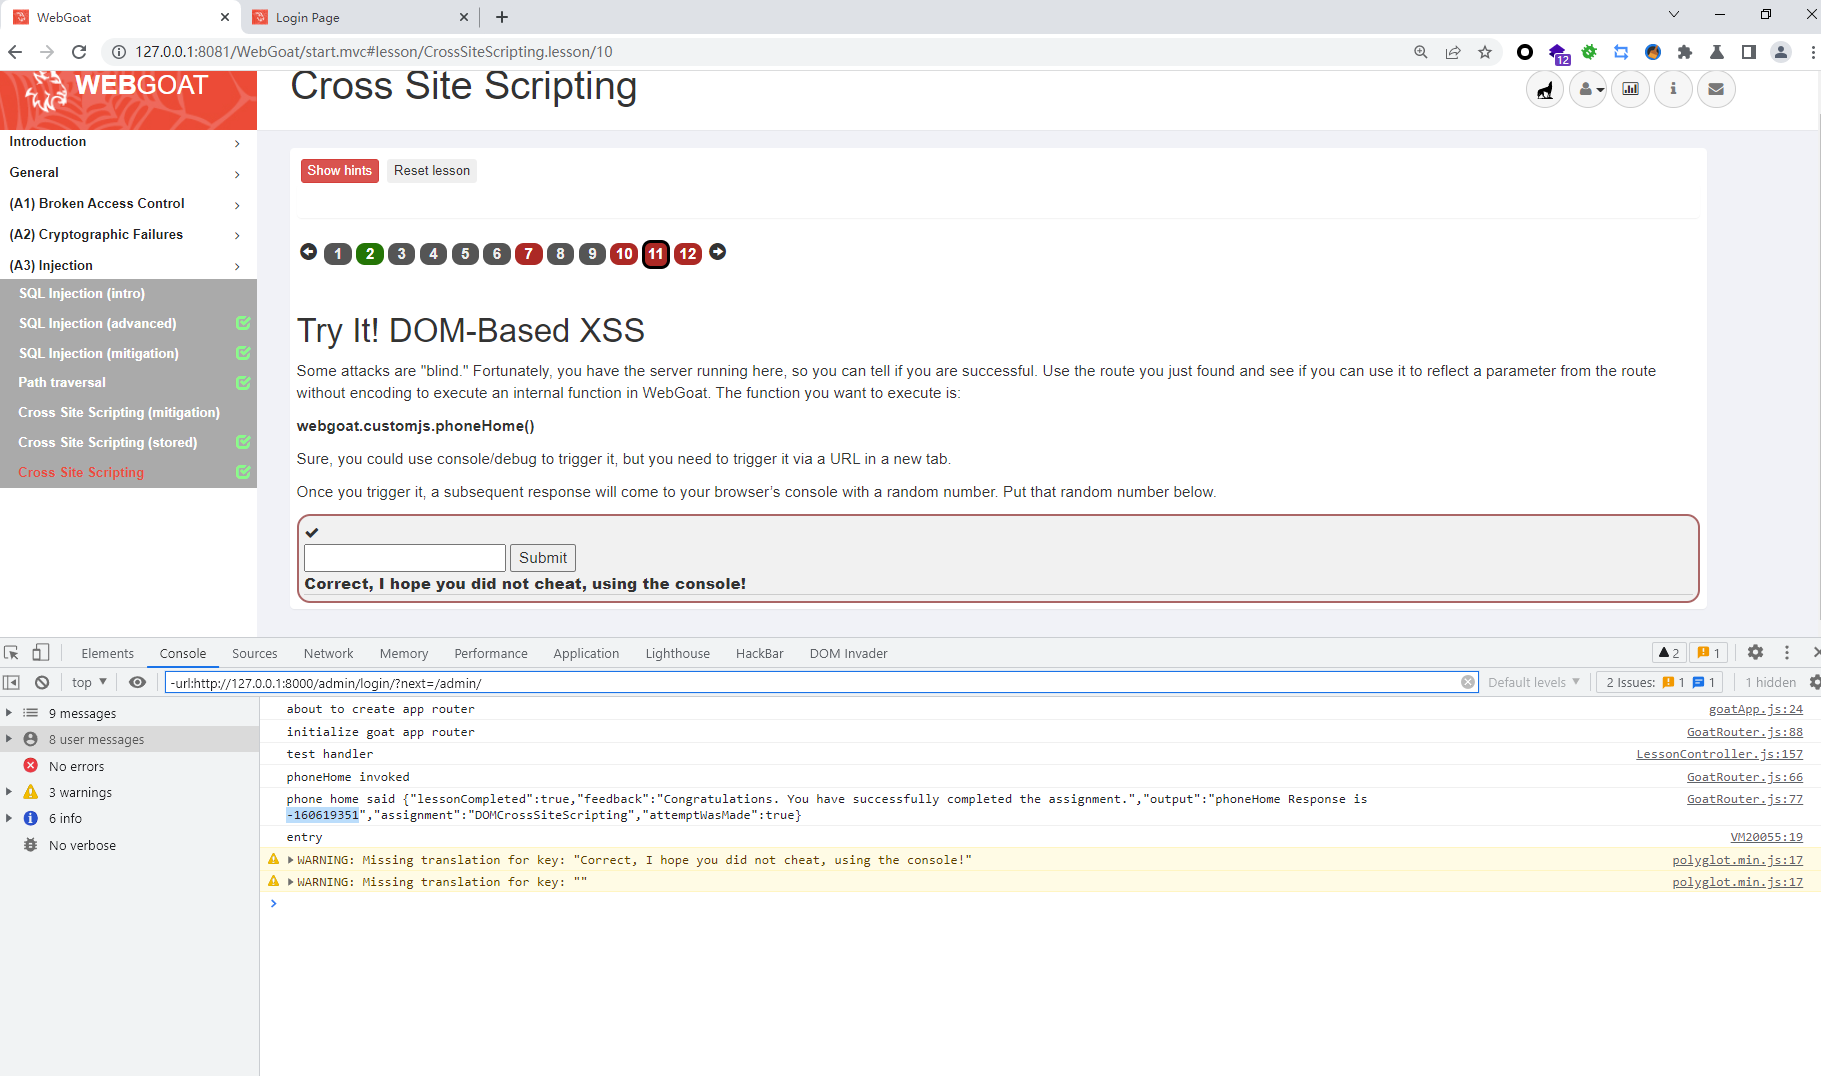 WebGoat
Login Page
127.0.0.1:8081/WebGoat/start.mvc#lesson/CrossSiteScripting.lesson/10
12
WEBGOAT
Cross Site Scripting
Introduction
General
(A1) Broken Access Control
(A2) Cryptographic Failures
(A3) Injection
SQL Injection (intro)
SQL Injection (advanced)
SQL Injection (mitigation)
Path traversal
Cross Site Scripting (mitigation)
Cross Site Scripting (stored)
Cross Site Scripting
Show hints Reset lesson
1 2 3 4 5 6 7 8 9 10 11 12
Try It! DOM-Based XSS
Some attacks are "blind." Fortunately, you have the server running here, so you can tell if you are successful. Use the route you just found and see if you can use it to reflect a parameter from the route
without encoding to execute an internal function in WebGoat. The function you want to execute is:
webgoat.customjs.phoneHome()
Sure, you could use console/debug to trigger it, but you need to trigger it via a URL in a new tab.
Once you trigger it, a subsequent response will come to your browser’s console with a random number. Put that random number below.
Submit
Correct, I hope you did not cheat, using the console!
Elements Console Sources Network Memory Performance Application Lighthouse HackBar DOM Invader 2 1
top -url:http://127.0.0.1:8000/admin/login/?next=/admin/ Default levels 2 Issues: 1 1 1 hidden
9 messages
8 user messages
No errors
3 warnings
6 info
No verbose
about to create app router goatApp.js:24
initialize goat app router GoatRouter.js:88
test handler LessonController.js:157
phoneHome invoked GoatRouter.js:66
phone home said {"lessonCompleted":true,"feedback":"Congratulations. You have successfully completed the assignment.","output":"phoneHome Response is GoatRouter.js:77
-160619351","assignment":"DOMCrossSiteScripting","attemptWasMade":true}
entry VM20055:19
WARNING: Missing translation for key: "Correct, I hope you did not cheat, using the console!" polyglot.min.js:17
WARNING: Missing translation for key: "" polyglot.min.js:17